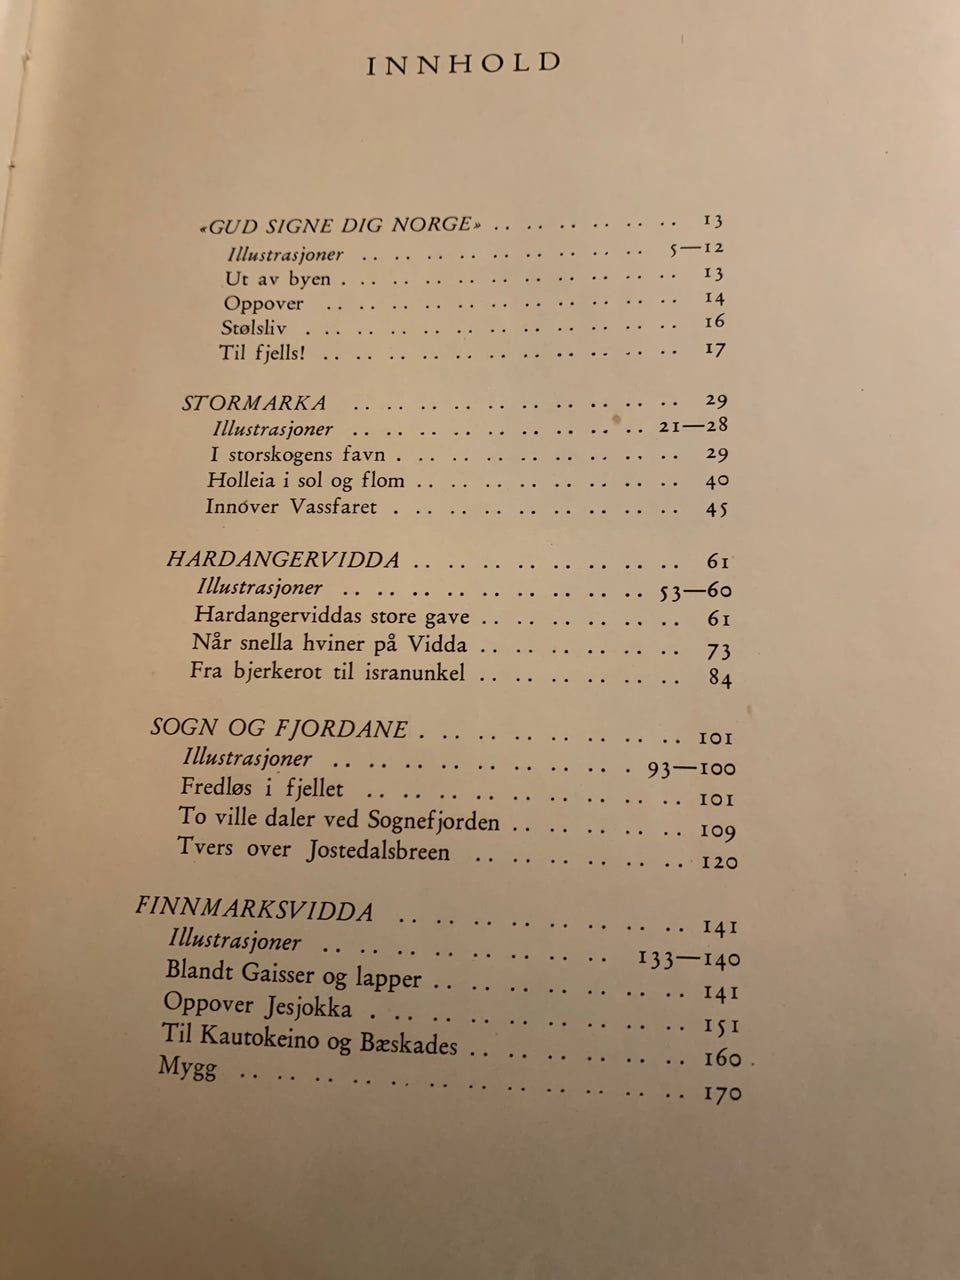 INNHOLD
«GUD SIGNE DIG NORGE» .. .. .. .. .. .. 13
Illustrasjoner .. .. .. .. .. .. .. .. .. 5—12
Ut av byen . .. .. .. .. .. .. .. .. .. .. 13
Oppover .. .. .. .. .. .. .. .. .. .. .. 14
Stølsliv . .. .. .. .. .. .. .. .. .. .. .. 16
Til fjells! .. .. .. .. .. .. .. .. .. .. .. 17
STORMARKA .. .. .. .. .. .. .. .. .. .. 29
Illustrasjoner .. .. .. .. .. .. .. .. .. 21—28
I storskogens favn . .. .. .. .. .. .. .. .. 29
Holleia i sol og flom .. .. .. .. .. .. .. .. 40
Innover Vassfaret . .. .. .. .. .. .. .. .. 45
HARDANGERVIDDA .. .. .. .. .. .. .. .. 61
Illustrasjoner .. .. .. .. .. .. .. .. .. 53—60
Hardangerviddas store gave .. .. .. .. .. .. 61
Når snella hviner på Vidda .. .. .. .. .. .. 73
Fra bjerkerot til isranunkel .. .. .. .. .. .. 84
SOGN OG FJORDANE . .. .. .. .. .. .. .. 101
Illustrasjoner .. .. .. .. .. .. .. .. . 93—100
Fredløs i fjellet .. .. .. .. .. .. .. .. .. 101
To ville daler ved Sognefjorden .. .. .. .. .. 109
Tvers over Jostedalsbreen .. .. .. .. .. .. 120
FINNMARKSVIDDA .. .. .. .. .. .. .. .. 141
Illustrasjoner .. .. .. .. .. .. .. .. 133—140
Blandt Gaisser og lapper .. .. .. .. .. .. .. 141
Oppover Jesjokka . .. .. .. .. .. .. .. .. 151
Til Kautokeino og Bæskades .. .. .. .. .. .. 160
Mygg .. .. .. .. .. .. .. .. .. .. .. .. 170